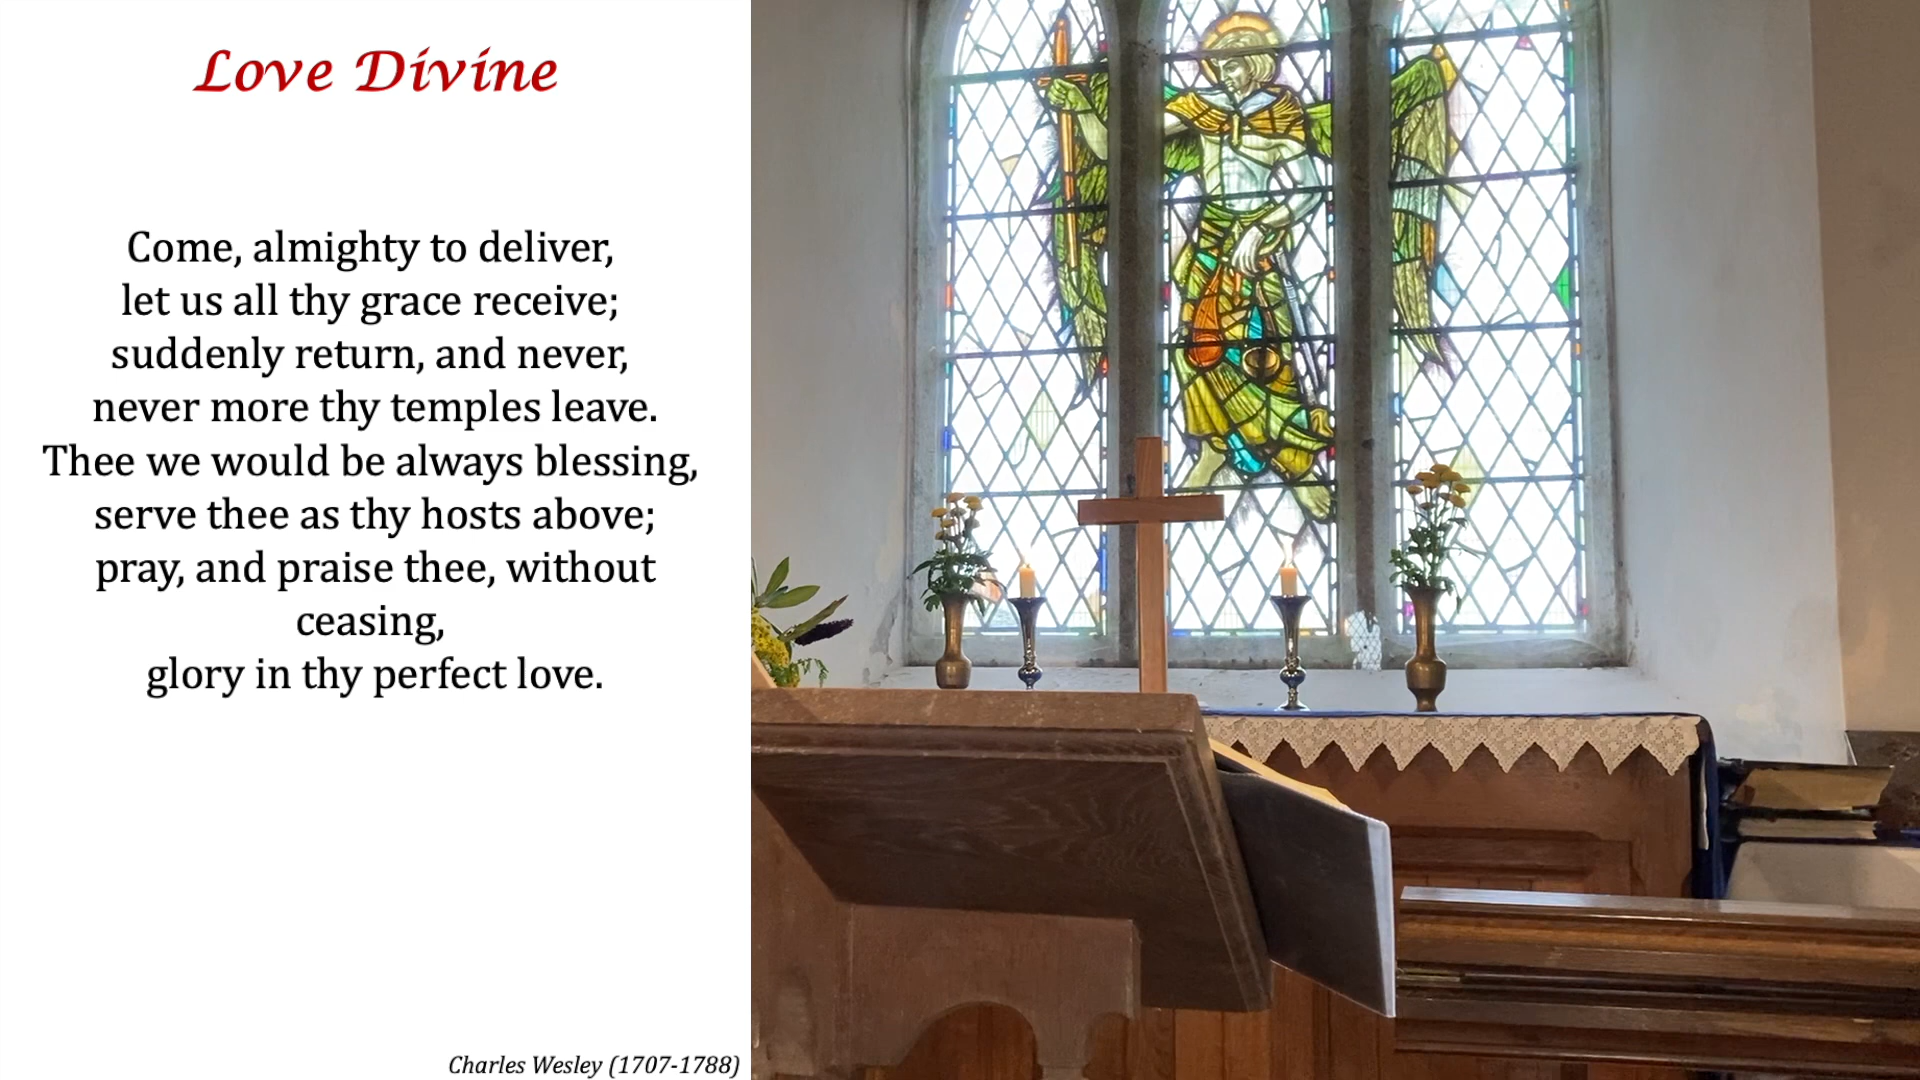 Love Divine
Come, almighty to deliver,
let us all thy grace receive;
suddenly return, and never,
never more thy temples leave.
Thee we would be always blessing,
serve thee as thy hosts above;
pray, and praise thee, without
ceasing,
glory in thy perfect love.
Charles Wesley (1707-1788)